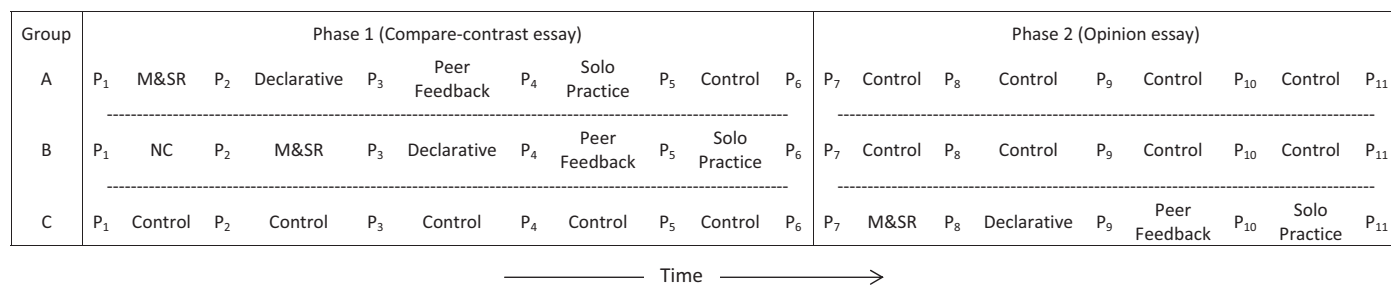 Group Phase 1 (Compare-contrast essay) Phase 2 (Opinion essay)
A P1 M&SR P2 Declarative P3 Peer Feedback P4 Solo Practice P5 Control P6 P7 Control P8 Control P9 Control P10 Control P11
B P1 NC P2 M&SR P3 Declarative P4 Peer Feedback P5 Solo Practice P6 P7 Control P8 Control P9 Control P10 Control P11
C P1 Control P2 Control P3 Control P4 Control P5 Control P6 P7 M&SR P8 Declarative P9 Peer Feedback P10 Solo Practice P11
Time